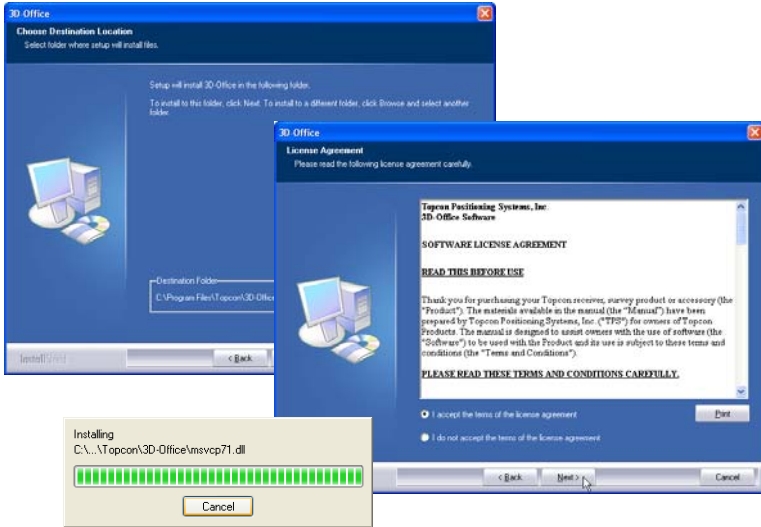 3D-Office
Choose Destination Location
Select folder where setup will install files.
Setup will install 3D-Office in the following folder.
To install to this folder, click Next. To install to a different folder, click Browse and select another
folder.
Destination Folder
C:\Program Files\Topcon\3D-Office
InstallShield
< Back
3D-Office
License Agreement
Please read the following license agreement carefully.
Topcon Positioning Systems, Inc.
3D-Office Software
SOFTWARE LICENSE AGREEMENT
READ THIS BEFORE USE
Thank you for purchasing your Topcon receiver, survey product or accessory (the
"Product"). The materials available in the manual (the "Manual") have been
prepared by Topcon Positioning Systems, Inc. ("TPS") for owners of Topcon
Products. The manual is designed to assist owners with the use of software (the
"Software") to be used with the Product and its use is subject to these terms and
conditions (the "Terms and Conditions").
PLEASE READ THESE TERMS AND CONDITIONS CAREFULLY.
I accept the terms of the license agreement
Print
I do not accept the terms of the license agreement
< Back
Next >
Cancel
Installing
C:\...\Topcon\3D-Office\msvcp71.dll
Cancel